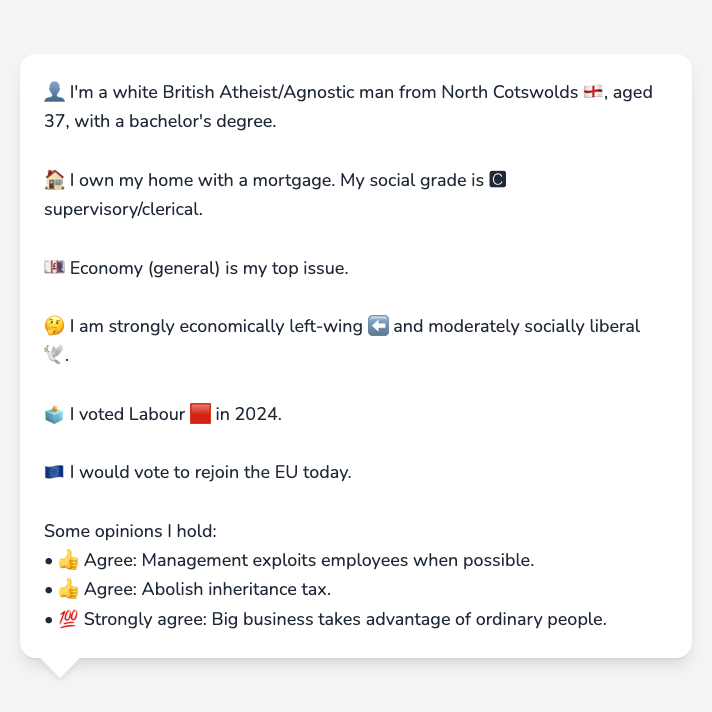 👤 I'm a white British Atheist/Agnostic man from North Cotswolds 🏴󠁧󠁢󠁥󠁮󠁧󠁿, aged
37, with a bachelor's degree.
🏠 I own my home with a mortgage. My social grade is 🅲
supervisory/clerical.
💷 Economy (general) is my top issue.
🤔 I am strongly economically left-wing ⬅️ and moderately socially liberal
🕊️.
🗳️ I voted Labour 🟥 in 2024.
🇪🇺 I would vote to rejoin the EU today.
Some opinions I hold:
• 👍 Agree: Management exploits employees when possible.
• 👍 Agree: Abolish inheritance tax.
• 💯 Strongly agree: Big business takes advantage of ordinary people.